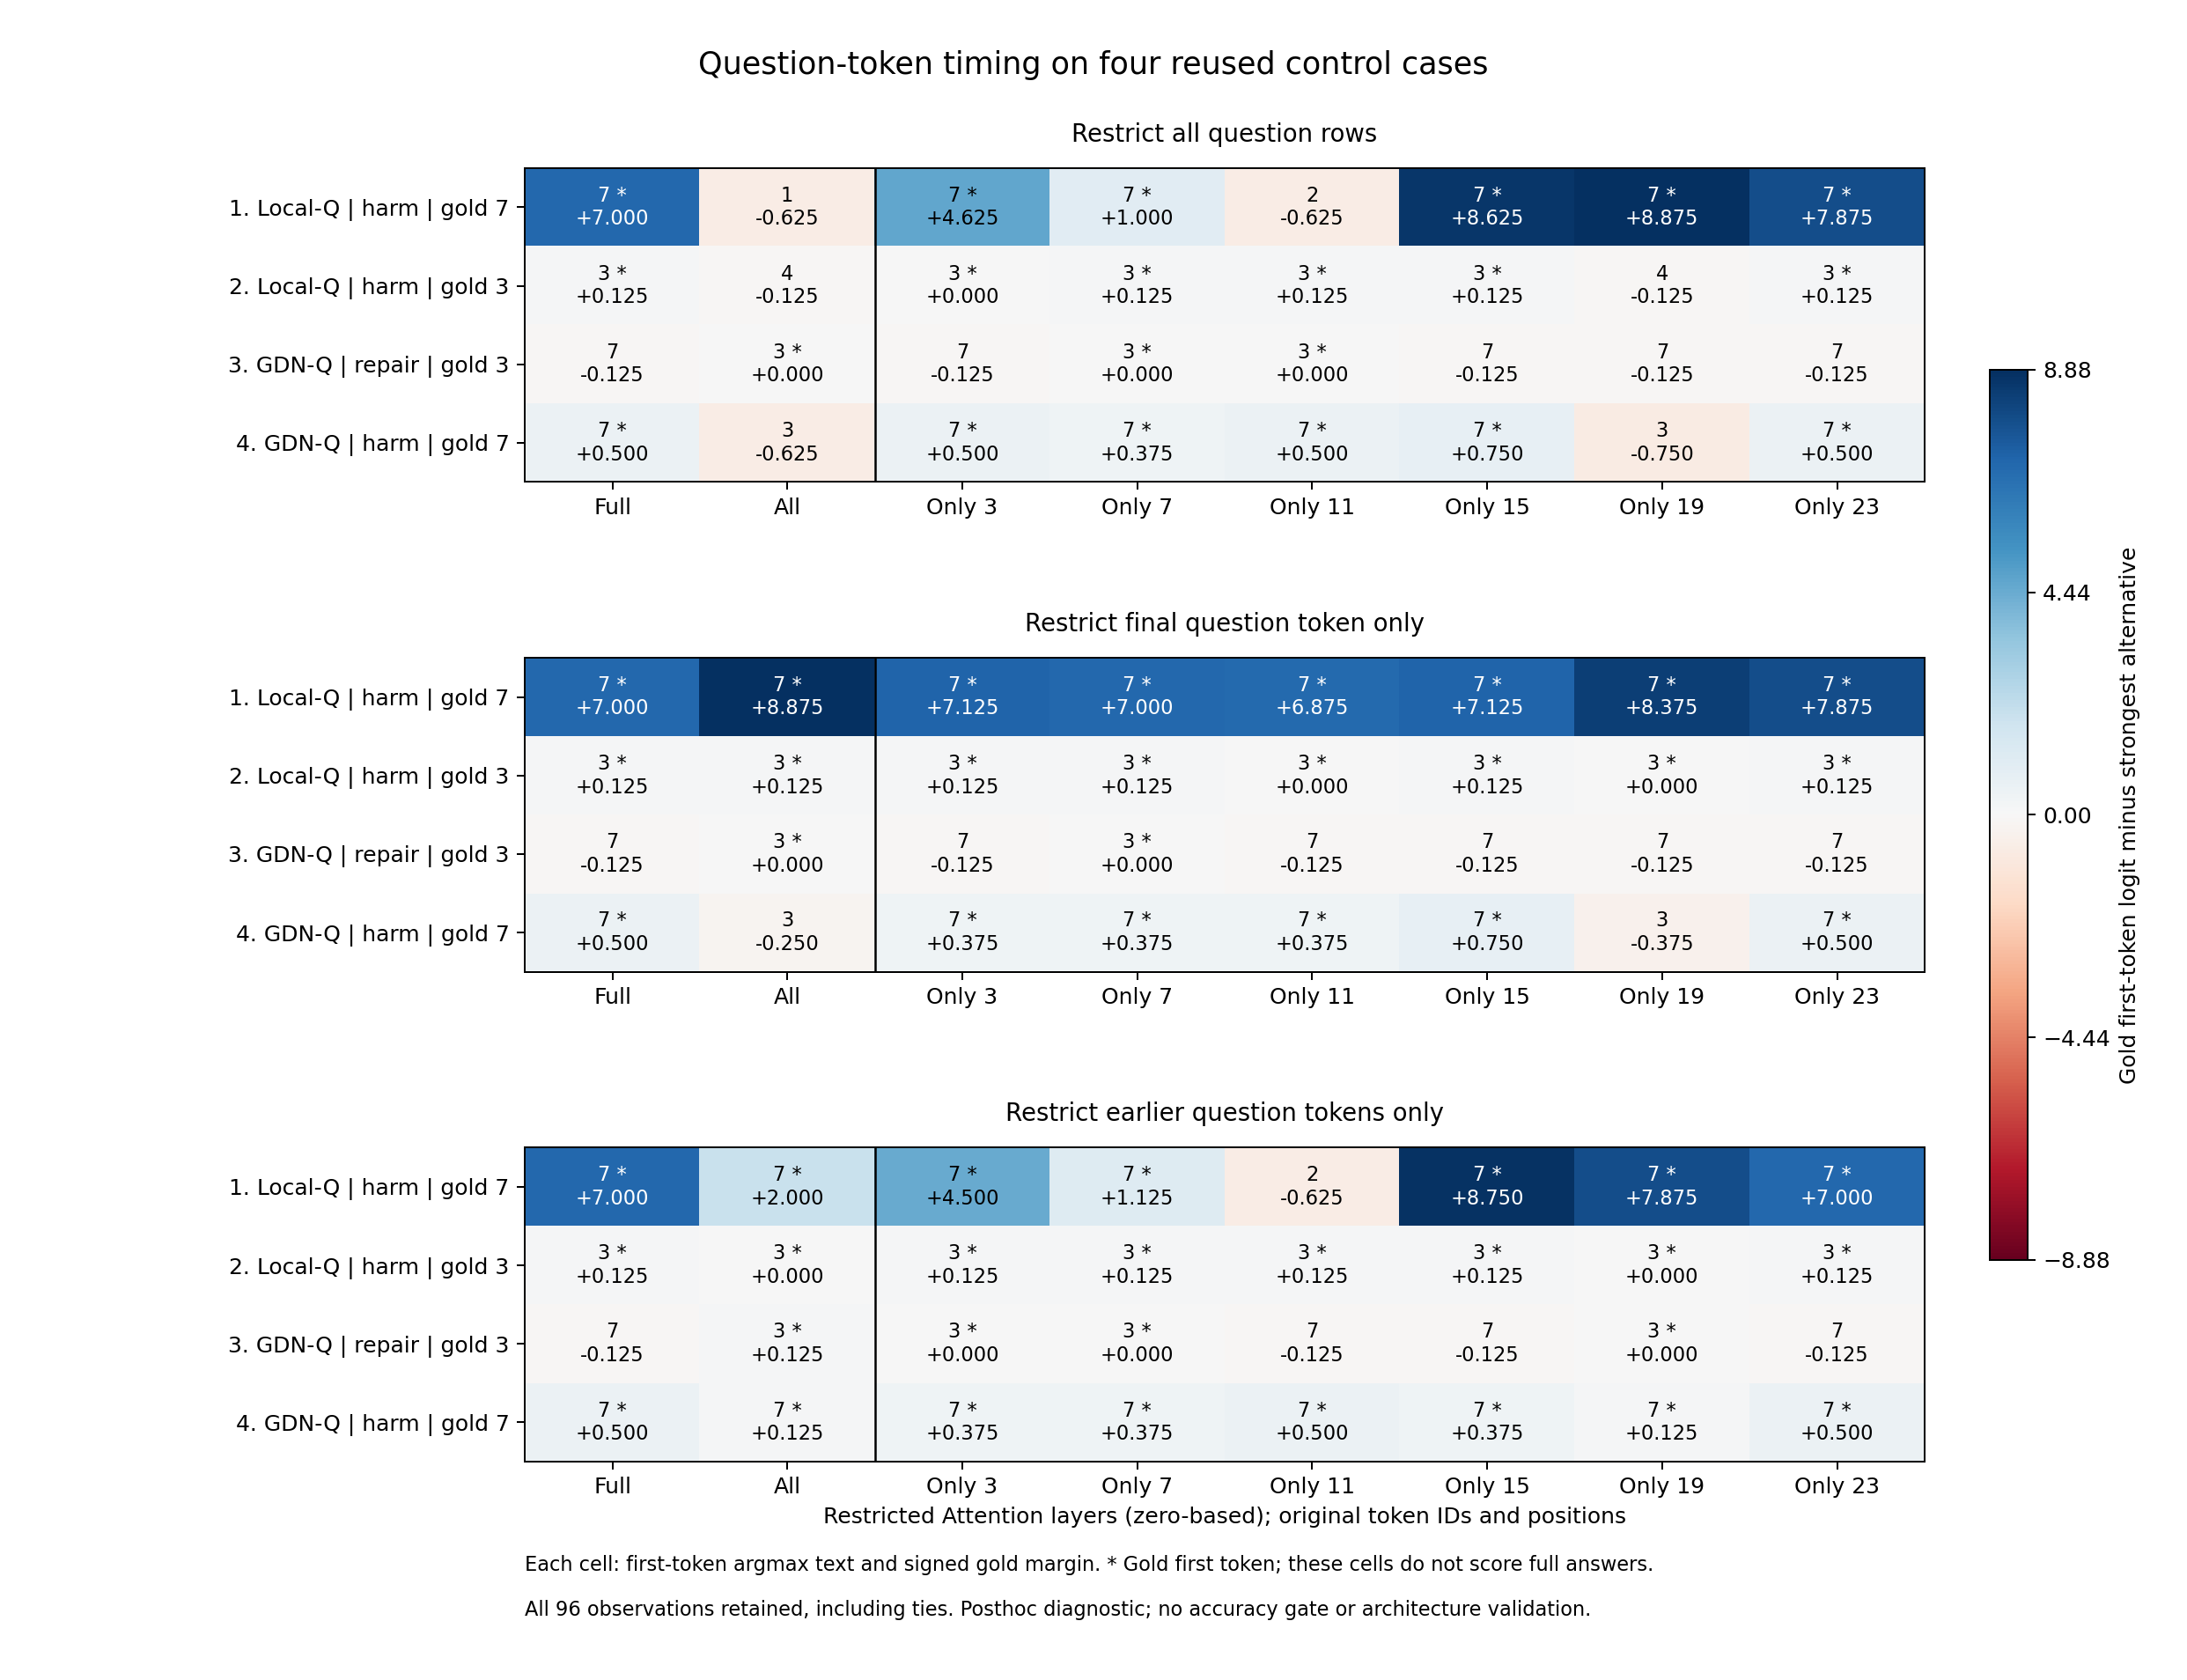 Question-token timing on four reused control cases
Restrict all question rows
1. Local-Q | harm | gold 7
7 * 1 7 * 7 * 2 7 * 7 * 7 *
+7.000 -0.625 +4.625 +1.000 -0.625 +8.625 +8.875 +7.875
2. Local-Q | harm | gold 3
3 * 4 3 * 3 * 3 * 3 * 4 3 *
+0.125 -0.125 +0.000 +0.125 +0.125 +0.125 -0.125 +0.125
3. GDN-Q | repair | gold 3
7 3 * 7 3 * 3 * 7 7 7
-0.125 +0.000 -0.125 +0.000 +0.000 -0.125 -0.125 -0.125
4. GDN-Q | harm | gold 7
7 * 3 7 * 7 * 7 * 7 * 3 7 *
+0.500 -0.625 +0.500 +0.375 +0.500 +0.750 -0.750 +0.500
Full All Only 3 Only 7 Only 11 Only 15 Only 19 Only 23
Restrict final question token only
1. Local-Q | harm | gold 7
7 * 7 * 7 * 7 * 7 * 7 * 7 * 7 *
+7.000 +8.875 +7.125 +7.000 +6.875 +7.125 +8.375 +7.875
2. Local-Q | harm | gold 3
3 * 3 * 3 * 3 * 3 * 3 * 3 * 3 *
+0.125 +0.125 +0.125 +0.125 +0.000 +0.125 +0.000 +0.125
3. GDN-Q | repair | gold 3
7 3 * 7 3 * 7 7 7 7
-0.125 +0.000 -0.125 +0.000 -0.125 -0.125 -0.125 -0.125
4. GDN-Q | harm | gold 7
7 * 3 7 * 7 * 7 * 7 * 3 7 *
+0.500 -0.250 +0.375 +0.375 +0.375 +0.750 -0.375 +0.500
Full All Only 3 Only 7 Only 11 Only 15 Only 19 Only 23
Restrict earlier question tokens only
1. Local-Q | harm | gold 7
7 * 7 * 7 * 7 * 2 7 * 7 * 7 *
+7.000 +2.000 +4.500 +1.125 -0.625 +8.750 +7.875 +7.000
2. Local-Q | harm | gold 3
3 * 3 * 3 * 3 * 3 * 3 * 3 * 3 *
+0.125 +0.000 +0.125 +0.125 +0.125 +0.125 +0.000 +0.125
3. GDN-Q | repair | gold 3
7 3 * 3 * 3 * 7 7 3 * 7
-0.125 +0.125 +0.000 +0.000 -0.125 -0.125 +0.000 -0.125
4. GDN-Q | harm | gold 7
7 * 7 * 7 * 7 * 7 * 7 * 7 * 7 *
+0.500 +0.125 +0.375 +0.375 +0.500 +0.375 +0.125 +0.500
Full All Only 3 Only 7 Only 11 Only 15 Only 19 Only 23
Restricted Attention layers (zero-based); original token IDs and positions
8.88
4.44
0.00
−4.44
−8.88
Gold first-token logit minus strongest alternative
Each cell: first-token argmax text and signed gold margin. * Gold first token; these cells do not score full answers.
All 96 observations retained, including ties. Posthoc diagnostic; no accuracy gate or architecture validation.